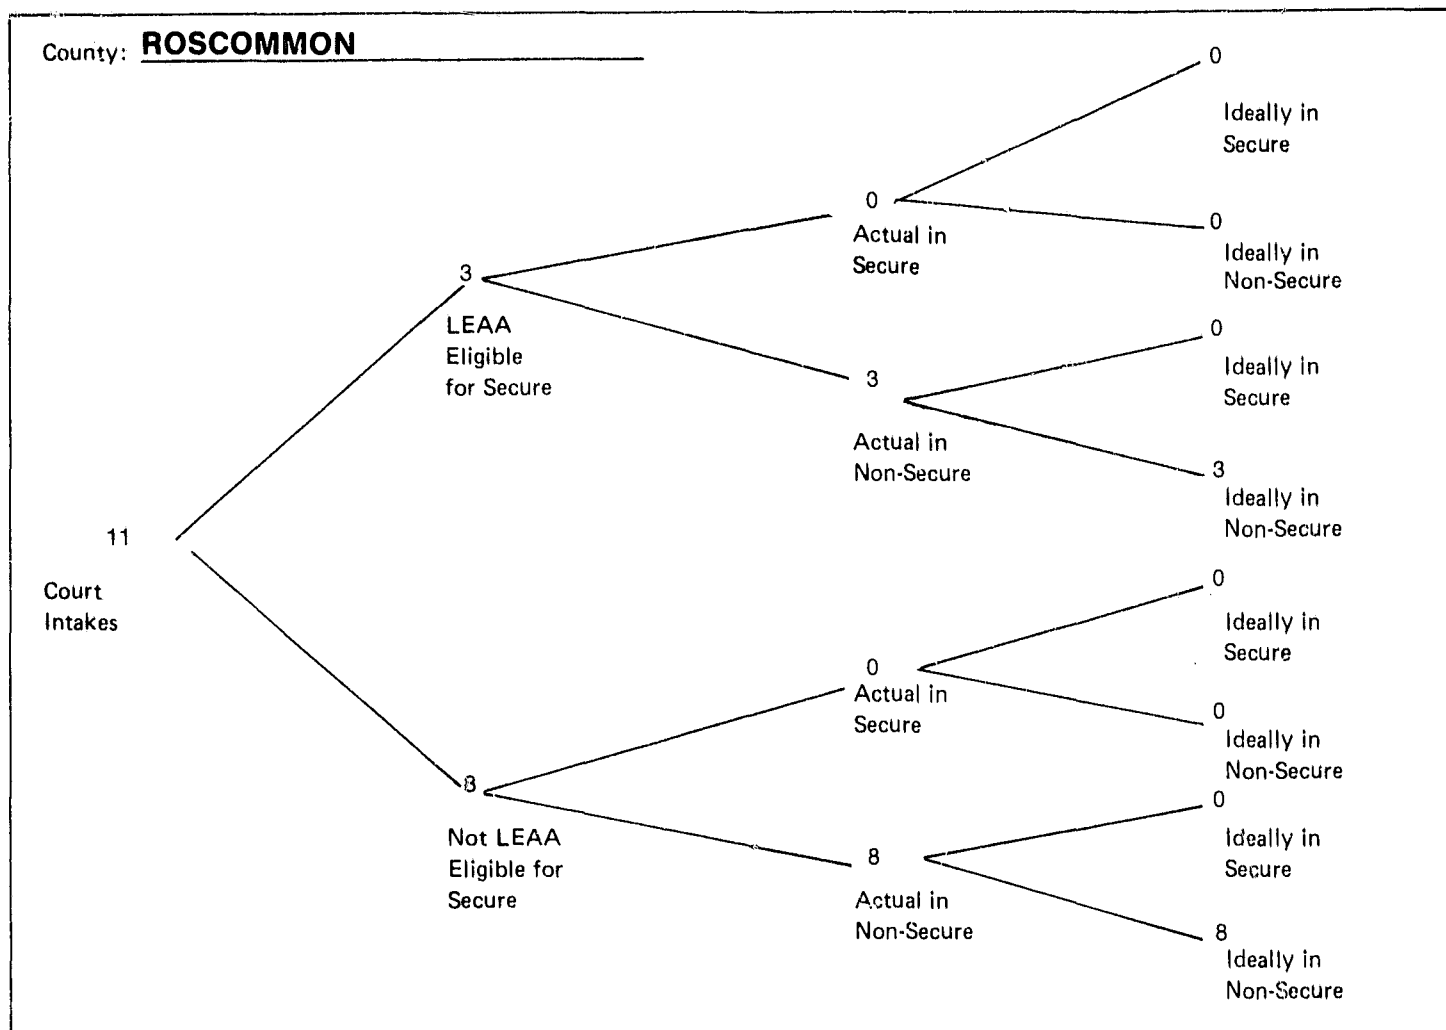 County: ROSCOMMON
11
Court
Intakes
3
LEAA
Eligible
for Secure
8
Not LEAA
Eligible for
Secure
0
Actual in
Secure
3
Actual in
Non-Secure
0
Actual in
Secure
8
Actual in
Non-Secure
0
Ideally in
Secure
0
Ideally in
Non-Secure
0
Ideally in
Secure
3
Ideally in
Non-Secure
0
Ideally in
Secure
0
Ideally in
Non-Secure
0
Ideally in
Secure
8
Ideally in
Non-Secure